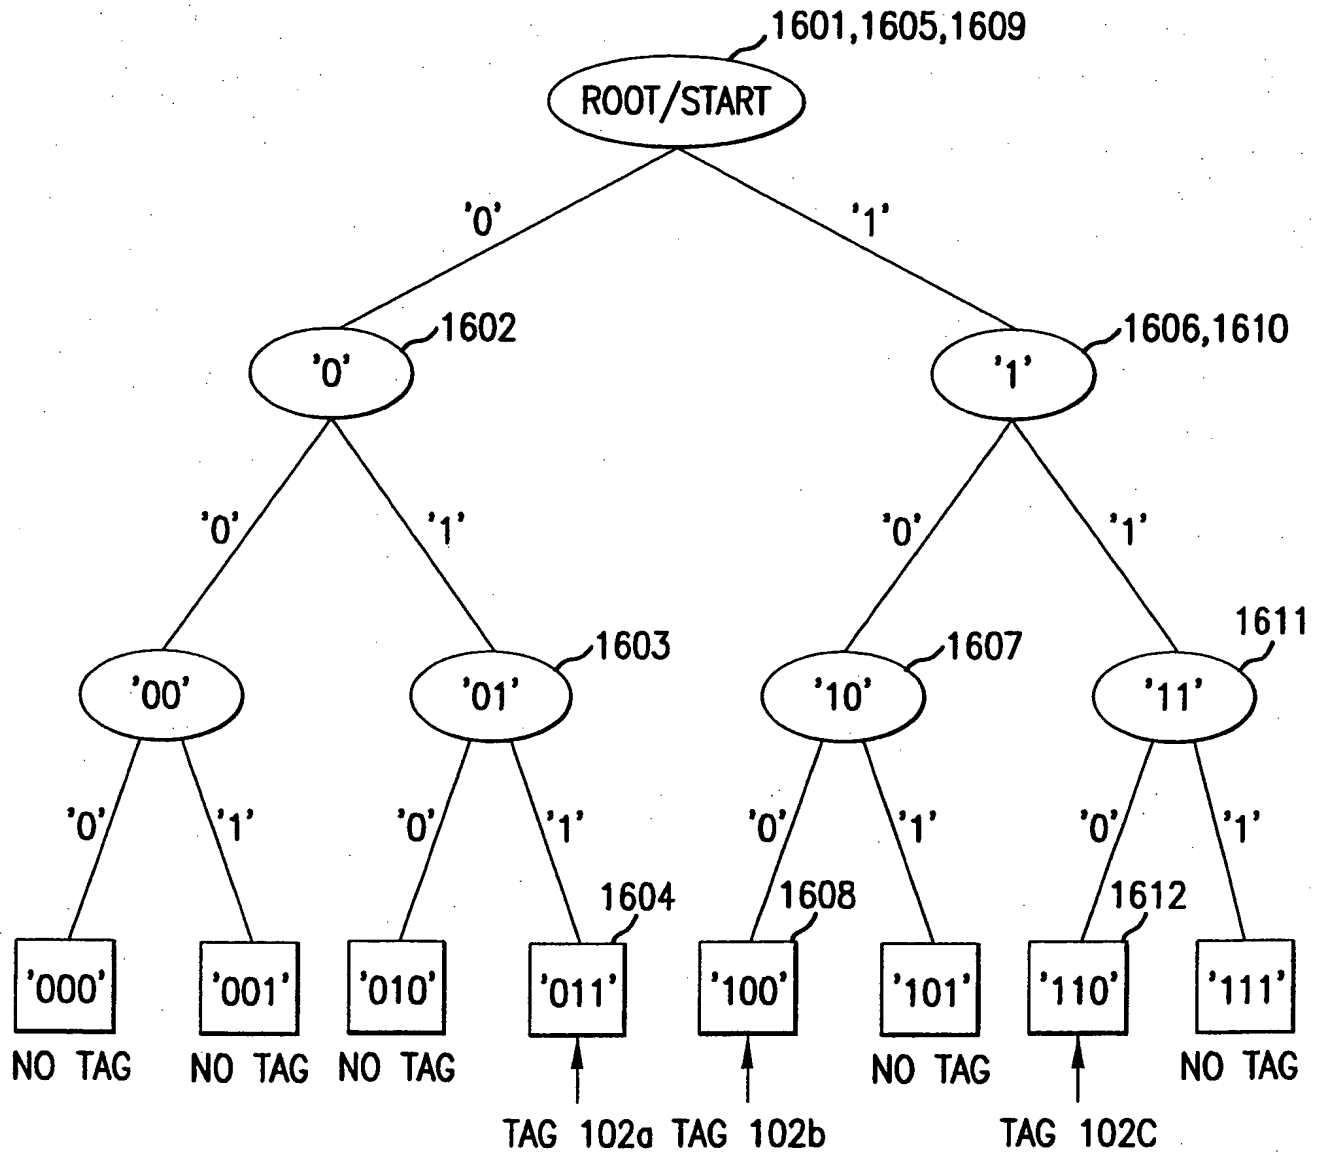 1601,1605,1609
ROOT/START
'0' '1'
1602 1606,1610
'0' '1'
'0' '1' '0' '1'
1603 1607 1611
'00' '01' '10' '11'
'0' '1' '0' '1' '0' '1' '0' '1'
1604 1608 1612
'000' '001' '010' '011' '100' '101' '110' '111'
NO TAG NO TAG NO TAG NO TAG NO TAG
TAG 102a TAG 102b TAG 102C